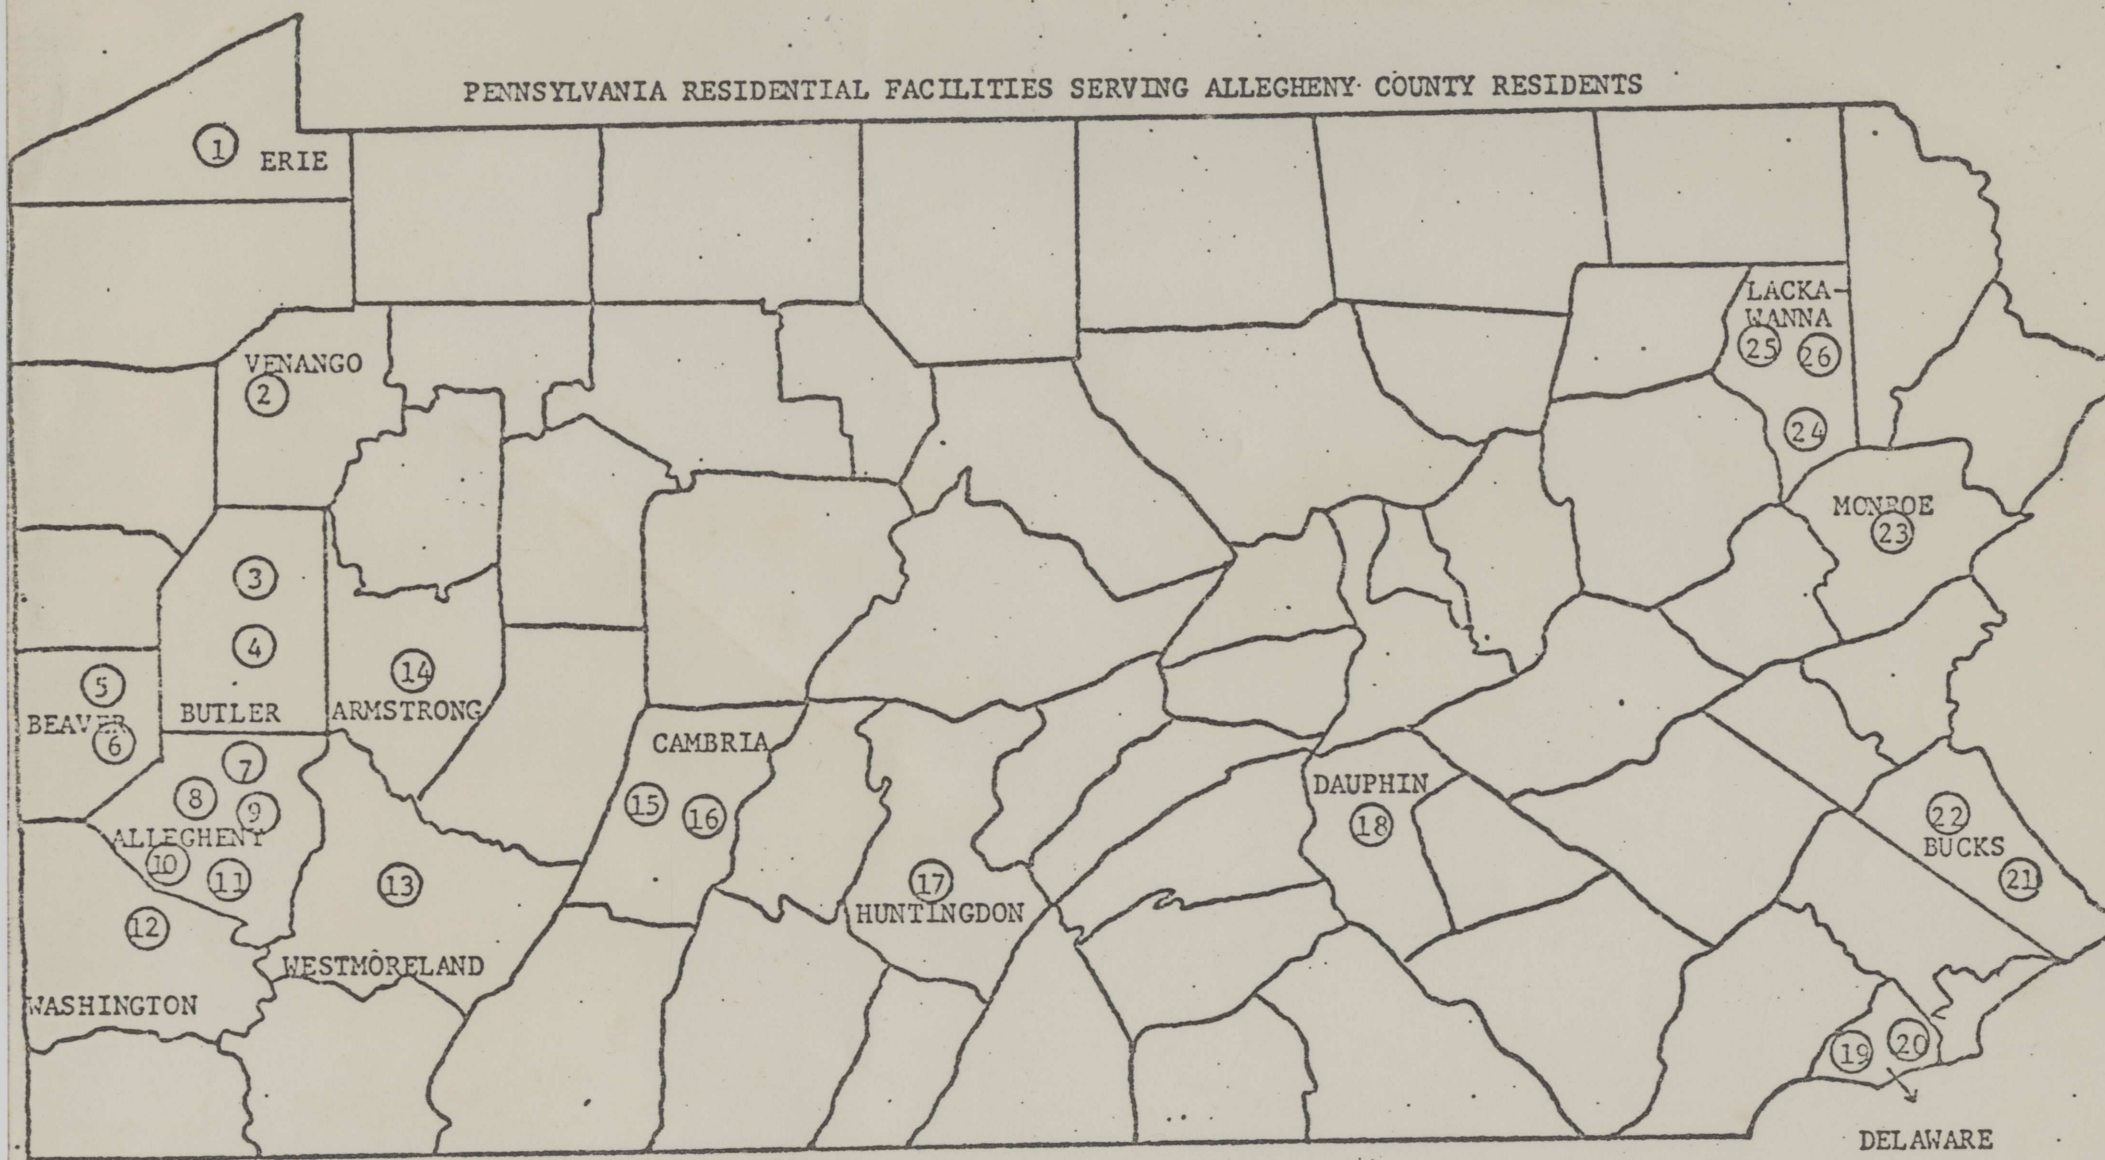 PENNSYLVANIA RESIDENTIAL FACILITIES SERVING ALLEGHENY COUNTY RESIDENTS
1 ERIE
VENANGO
2
3
4
BUTLER
5
BEAVER
6
14
ARMSTRONG
7
8
9
ALLEGHENY
10
11
12
WASHINGTON
13
WESTMORELAND
CAMBRIA
15
16
17
HUNTINGDON
DAUPHIN
18
LACKA-
WANNA
25 26
24
MONROE
23
22
BUCKS
21
19 20
DELAWARE